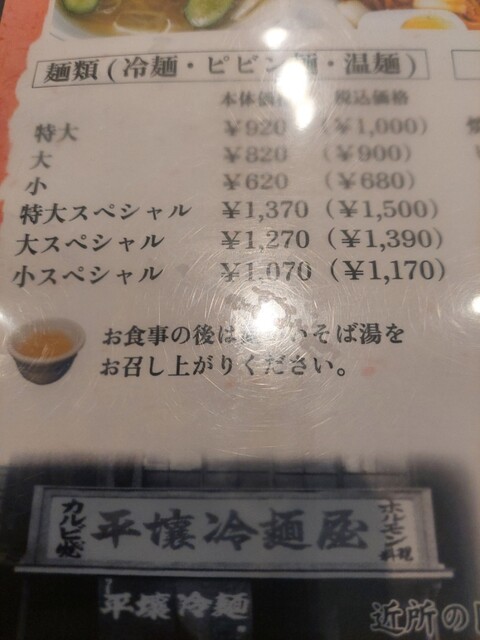 麺類 (冷麺・ピビン麺・温麺)
本体価格 税込価格
特大 ¥920 (¥1,000)
大 ¥820 (¥900)
小 ¥620 (¥680)
特大スペシャル ¥1,370 (¥1,500)
大スペシャル ¥1,270 (¥1,390)
小スペシャル ¥1,070 (¥1,170)
お食事の後は いそば湯を
お召し上がりください。
カルビ焼
平壌冷麺屋
ホルモン料理
平壌冷麺
近所の